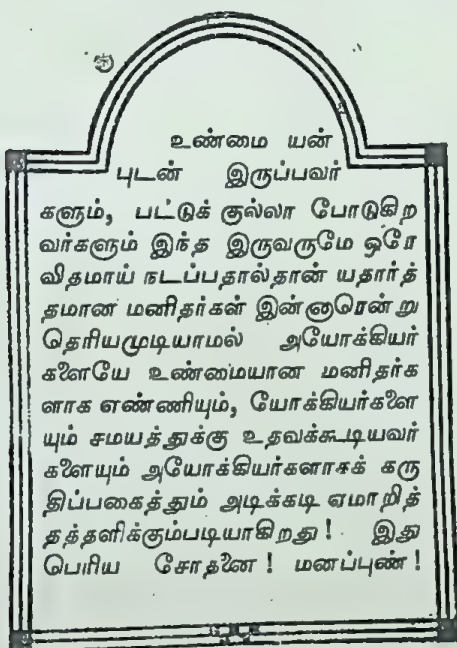 உண்மை யன்
புடன் இருப்பவர்
களும், பட்டுக் குல்லா போடுகிற
வர்களும் இந்த இருவருமே ஒரே
விதமாய் நடப்பதால்தான் யதார்த்
தமான மனிதர்கள் இன்னாரென்று
தெரியமுடியாமல் அயோக்கியர்
களையே உண்மையான மனிதர்க
ளாக எண்ணியும், யோக்கியர்களை
யும் சமயத்துக்கு உதவக்கூடியவர்
களையும் அயோக்கியர்களாசக் கரு
திப்பகைத்தும் அடிக்கடி ஏமாறித்
தத்தளிக்கும்படியாகிறது! இது
பெரிய சோதனை! மனப்புண்!